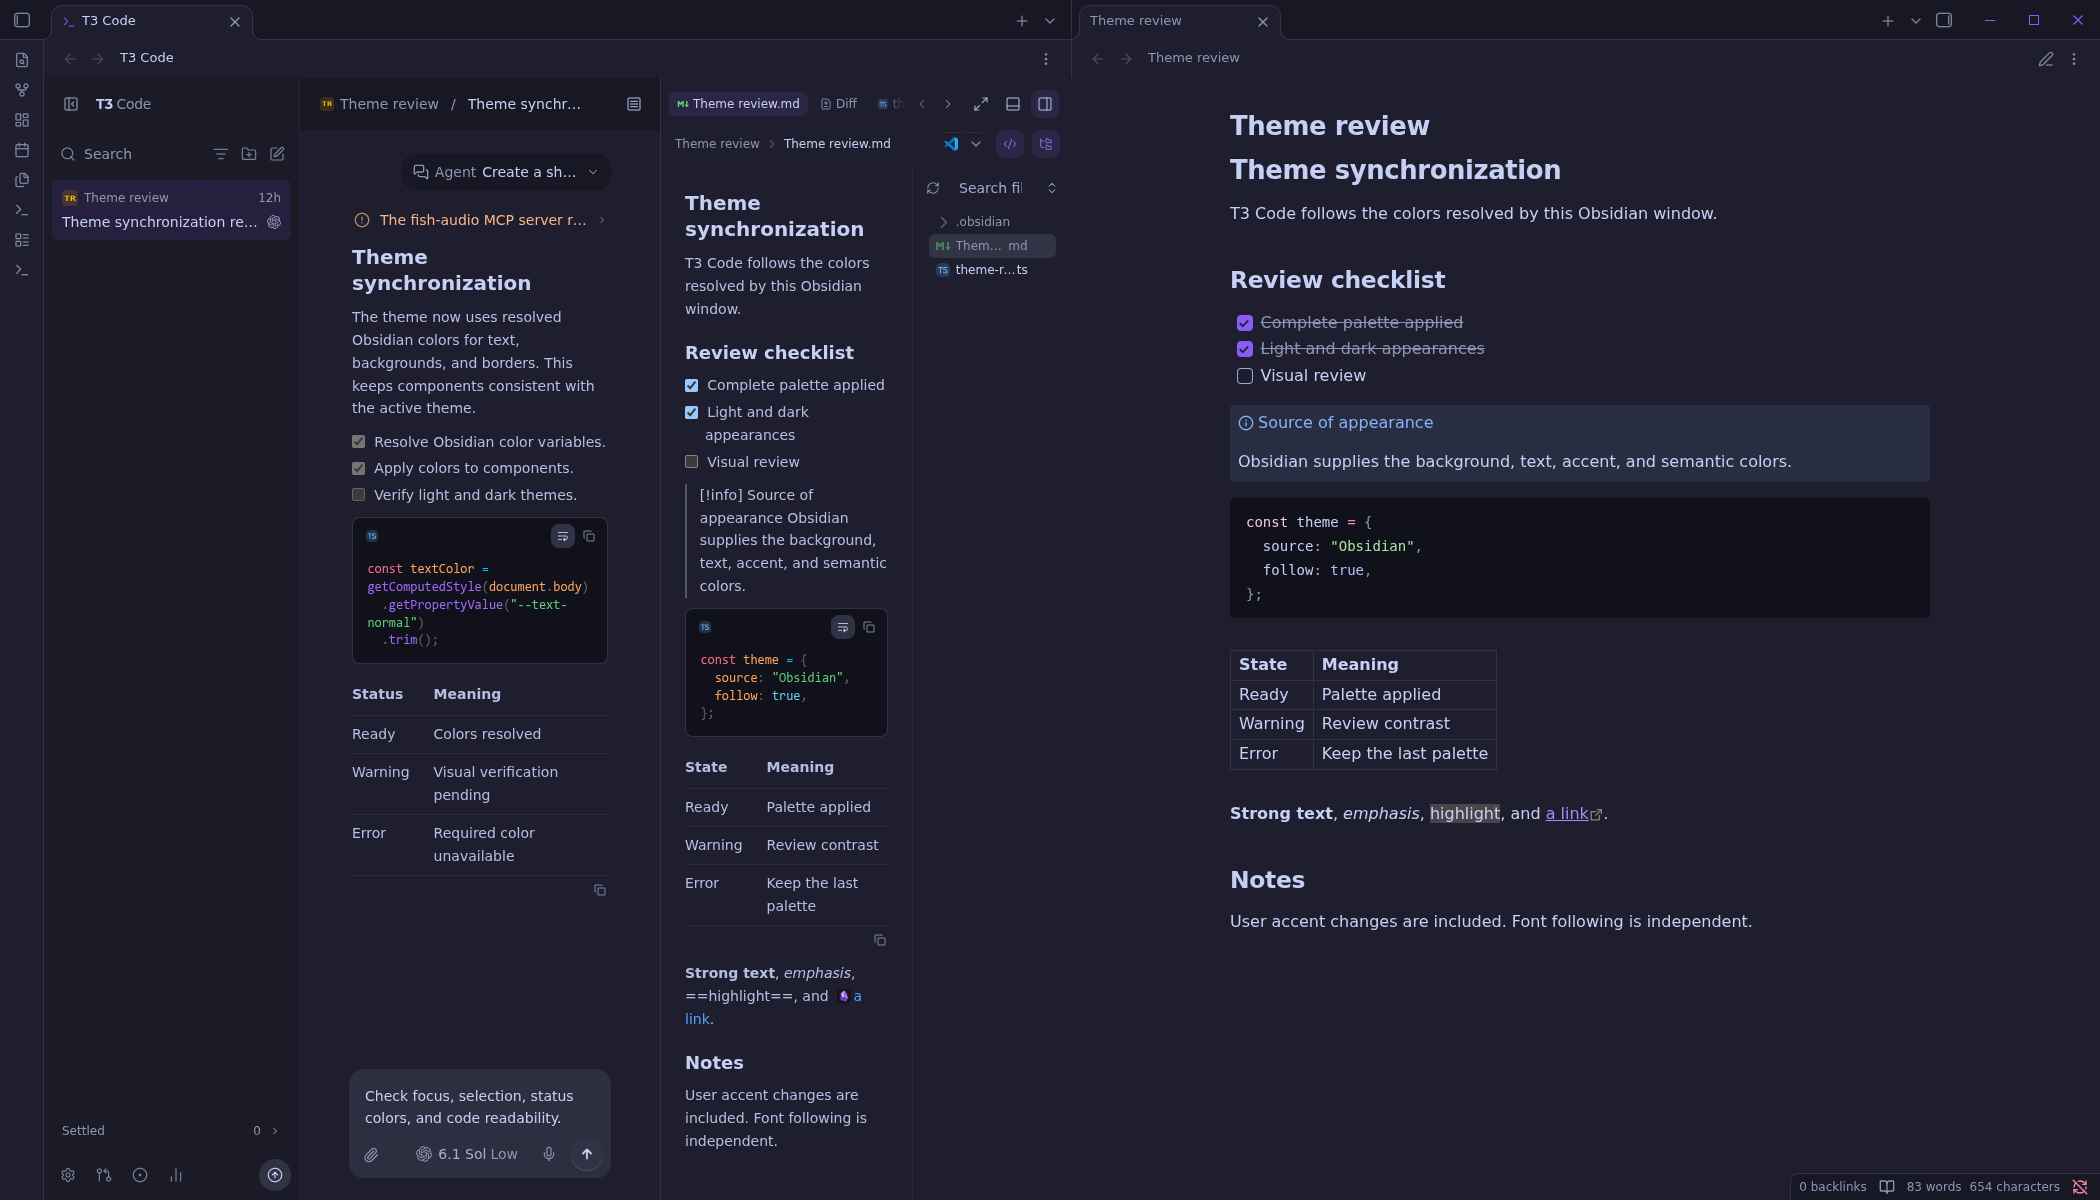 T3 Code
Theme review
T3 Code
Theme review
T3 Code
Search
TR Theme review 12h
Theme synchronization re...
Settled 0
TR Theme review / Theme synchr...
Agent Create a sh...
The fish-audio MCP server r...
Theme
synchronization
The theme now uses resolved
Obsidian colors for text,
backgrounds, and borders. This
keeps components consistent with
the active theme.
Resolve Obsidian color variables.
Apply colors to components.
Verify light and dark themes.
TS
const textColor =
getComputedStyle(document.body)
.getPropertyValue("--text-
normal")
.trim();
Status Meaning
Ready Colors resolved
Warning Visual verification
pending
Error Required color
unavailable
Check focus, selection, status
colors, and code readability.
6.1 Sol Low
M↓ Theme review.md Diff TS th
Theme review > Theme review.md
Theme
synchronization
T3 Code follows the colors
resolved by this Obsidian
window.
Review checklist
Complete palette applied
Light and dark
appearances
Visual review
[!info] Source of
appearance Obsidian
supplies the background,
text, accent, and semantic
colors.
TS
const theme = {
source: "Obsidian",
follow: true,
};
State Meaning
Ready Palette applied
Warning Review contrast
Error Keep the last
palette
Strong text, emphasis,
==highlight==, and a
link.
Notes
User accent changes are
included. Font following is
independent.
Search fil
.obsidian
M↓ Them... md
TS theme-r...ts
Theme review
Theme synchronization
T3 Code follows the colors resolved by this Obsidian window.
Review checklist
Complete palette applied
Light and dark appearances
Visual review
Source of appearance
Obsidian supplies the background, text, accent, and semantic colors.
const theme = {
source: "Obsidian",
follow: true,
};
State Meaning
Ready Palette applied
Warning Review contrast
Error Keep the last palette
Strong text, emphasis, highlight, and a link.
Notes
User accent changes are included. Font following is independent.
0 backlinks 83 words 654 characters